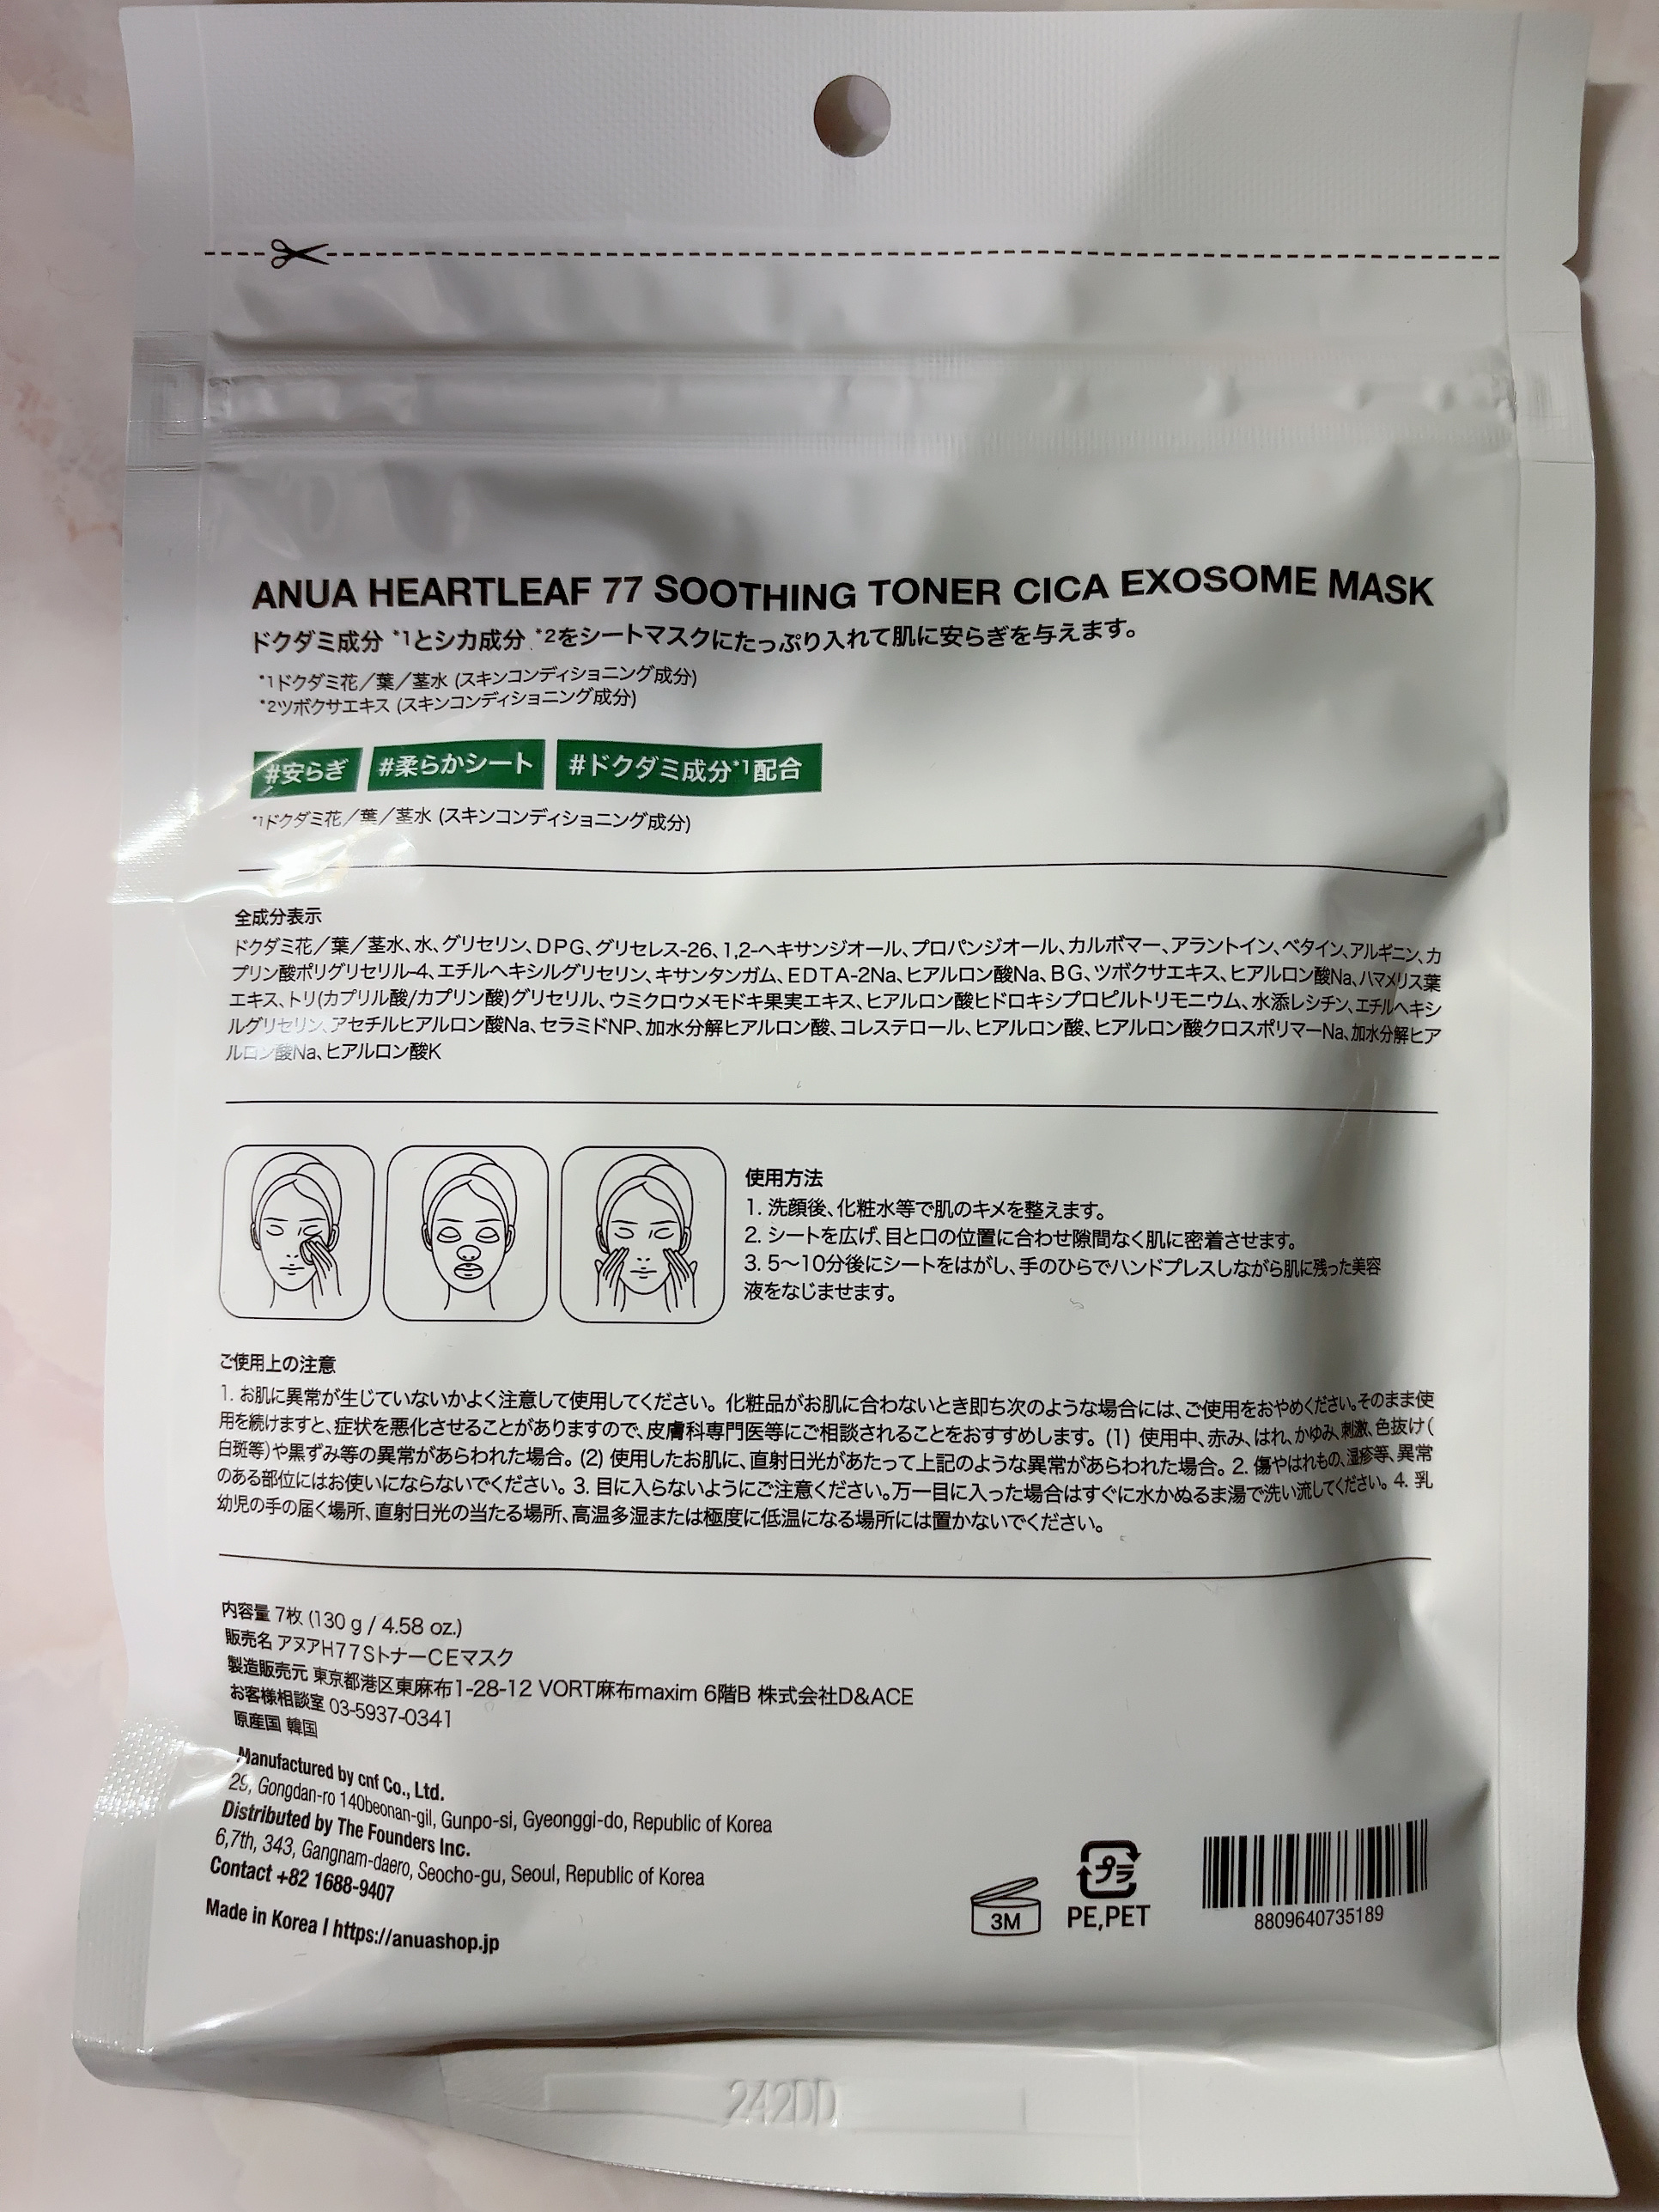 ANUA HEARTLEAF 77 SOOTHING TONER CICA EXOSOME MASK
ドクダミ成分 *1とシカ成分 *2をシートマスクにたっぷり入れて肌に安らぎを与えます。
*1ドクダミ花／葉／茎水 (スキンコンディショニング成分)
*2ツボクサエキス (スキンコンディショニング成分)
#安らぎ #柔らかシート #ドクダミ成分*1配合
*1ドクダミ花／葉／茎水 (スキンコンディショニング成分)
全成分表示
ドクダミ花／葉／茎水、水、グリセリン、DPG、グリセレス-26、1,2-ヘキサンジオール、プロパンジオール、カルボマー、アラントイン、ベタイン、アルギニン、カ
プリン酸ポリグリセリル-4、エチルヘキシルグリセリン、キサンタンガム、EDTA-2Na、ヒアルロン酸Na、BG、ツボクサエキス、ヒアルロン酸Na、ハマメリス葉
エキス、トリ(カプリル酸/カプリン酸)グリセリル、ウミクロウメモドキ果実エキス、ヒアルロン酸ヒドロキシプロピルトリモニウム、水添レシチン、エチルヘキシ
ルグリセリン、アセチルヒアルロン酸Na、セラミドNP、加水分解ヒアルロン酸、コレステロール、ヒアルロン酸、ヒアルロン酸クロスポリマーNa、加水分解ヒア
ルロン酸Na、ヒアルロン酸K
使用方法
1. 洗顔後、化粧水等で肌のキメを整えます。
2. シートを広げ、目と口の位置に合わせ隙間なく肌に密着させます。
3. 5～10分後にシートをはがし、手のひらでハンドプレスしながら肌に残った美容
液をなじませます。
ご使用上の注意
1. お肌に異常が生じていないかよく注意して使用してください。化粧品がお肌に合わないとき即ち次のような場合には、ご使用をおやめください。そのまま使
用を続けますと、症状を悪化させることがありますので、皮膚科専門医等にご相談されることをおすすめします。(1) 使用中、赤み、はれ、かゆみ、刺激、色抜け(
白斑等)や黒ずみ等の異常があらわれた場合。(2) 使用したお肌に、直射日光があたって上記のような異常があらわれた場合。2. 傷やはれもの、湿疹等、異常
のある部位にはお使いにならないでください。3. 目に入らないようにご注意ください。万一目に入った場合はすぐに水かぬるま湯で洗い流してください。4. 乳
幼児の手の届く場所、直射日光の当たる場所、高温多湿または極度に低温になる場所には置かないでください。
内容量 7枚 (130 g / 4.58 oz.)
販売名 アヌアH77SトナーCEマスク
製造販売元 東京都港区東麻布1-28-12 VORT麻布maxim 6階B 株式会社D&ACE
お客様相談室 03-5937-0341
原産国 韓国
Manufactured by cnf Co., Ltd.
29, Gongdan-ro 140beonan-gil, Gunpo-si, Gyeonggi-do, Republic of Korea
Distributed by The Founders Inc.
6,7th, 343, Gangnam-daero, Seocho-gu, Seoul, Republic of Korea
Contact +82 1688-9407
Made in Korea I https://anuashop.jp
3M
プラ
PE,PET
8809640735189
242DD